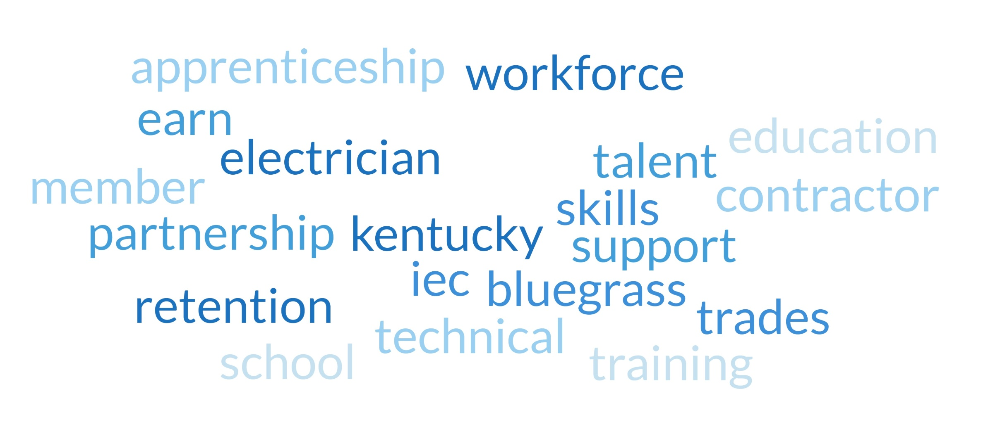 apprenticeship workforce
earn
education
electrician
talent
member
contractor
skills
partnership kentucky
support
iec bluegrass
retention
trades
technical
school
training